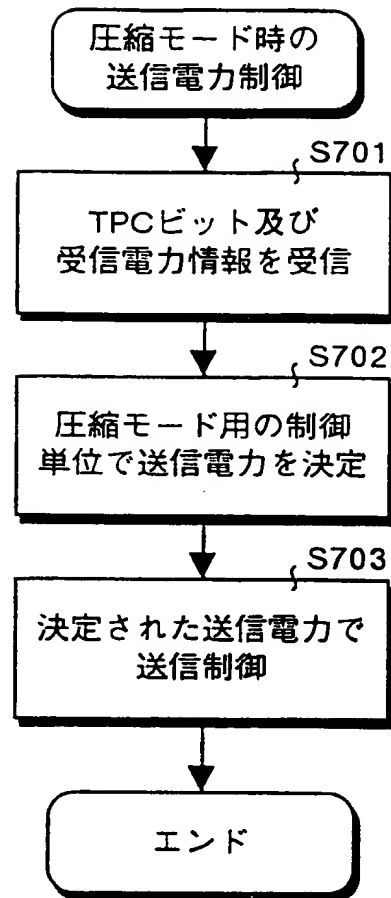 圧縮モード時の
送信電力制御
S701
TPCビット及び
受信電力情報を受信
S702
圧縮モード用の制御
単位で送信電力を決定
S703
決定された送信電力で
送信制御
エンド